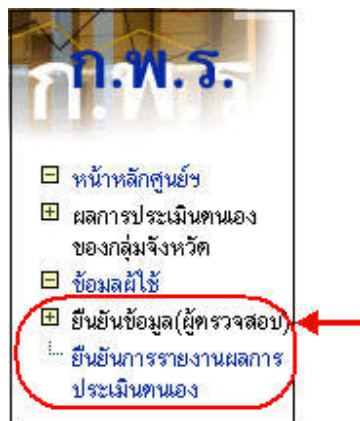 ก.พ.ร.
ก.พ.ร
หน้าหลักศูนย์ฯ
ผลการประเมินตนเอง
ของกลุ่มจังหวัด
ข้อมูลผู้ใช้
ยืนยันข้อมูล(ผู้ตรวจสอบ)
ยืนยันการรายงานผลการ
ประเมินตนเอง